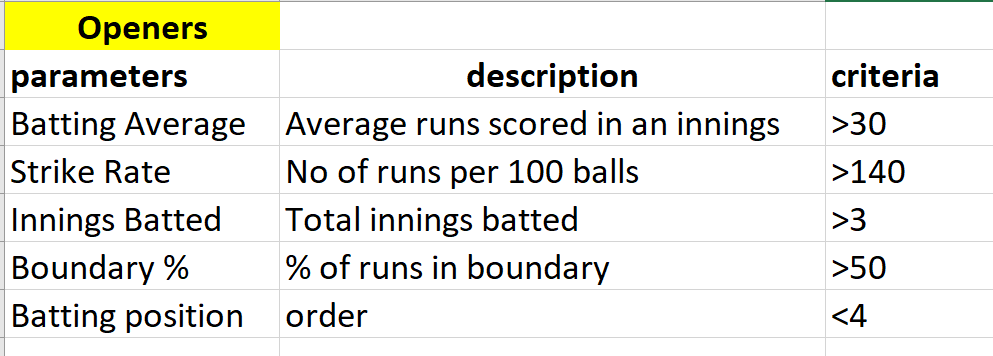 Openers
parameters description criteria
Batting Average Average runs scored in an innings >30
Strike Rate No of runs per 100 balls >140
Innings Batted Total innings batted >3
Boundary % % of runs in boundary >50
Batting position order <4